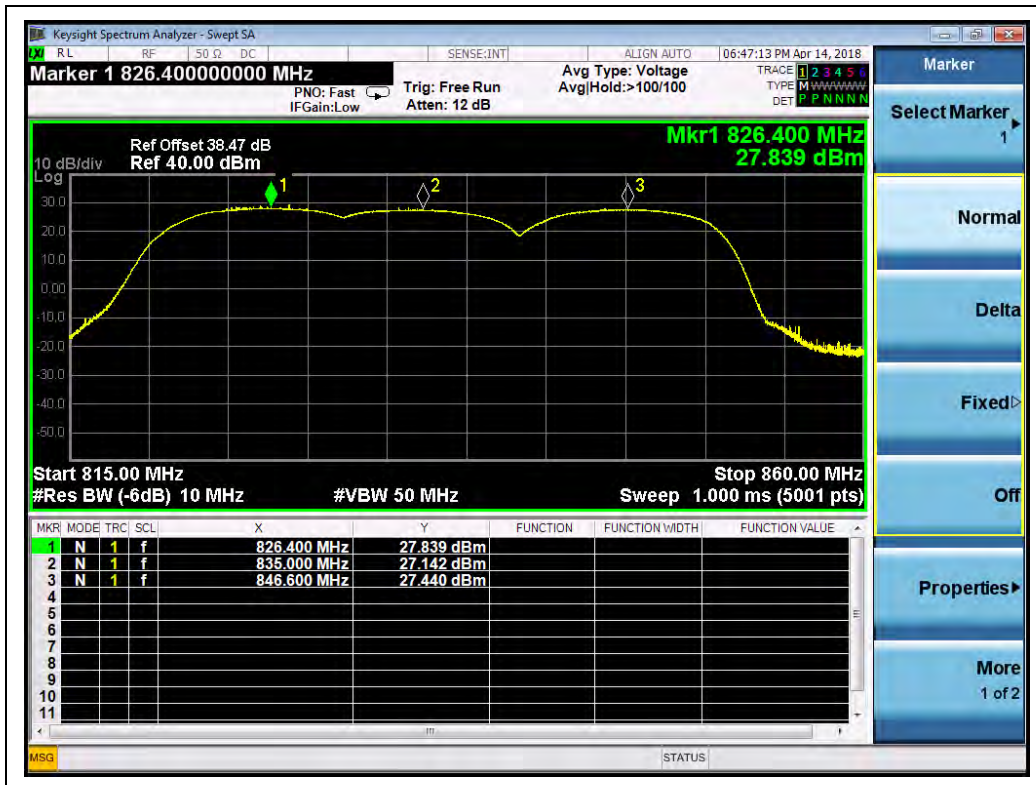 Keysight Spectrum Analyzer - Swept SA
LXI RL RF 50 Ω DC SENSE:INT ALIGN AUTO 06:47:13 PM Apr 14, 2018
Marker 1 826.400000000 MHz
PNO: Fast
IFGain:Low
Trig: Free Run
Atten: 12 dB
Avg Type: Voltage
Avg|Hold:>100/100
TRACE 1 2 3 4 5 6
TYPE M WWWWW
DET P P N N N N
Mkr1 826.400 MHz
27.839 dBm
Ref Offset 38.47 dB
10 dB/div Ref 40.00 dBm
Log
30.0
20.0
10.0
0.00
-10.0
-20.0
-30.0
-40.0
-50.0
1 2 3
Start 815.00 MHz Stop 860.00 MHz
#Res BW (-6dB) 10 MHz #VBW 50 MHz Sweep 1.000 ms (5001 pts)
MKR MODE TRC SCL X Y FUNCTION FUNCTION WIDTH FUNCTION VALUE
1 N 1 f 826.400 MHz 27.839 dBm
2 N 1 f 835.000 MHz 27.142 dBm
3 N 1 f 846.600 MHz 27.440 dBm
4
5
6
7
8
9
10
11
MSG STATUS
Marker
Select Marker
1
Normal
Delta
Fixed
Off
Properties
More
1 of 2